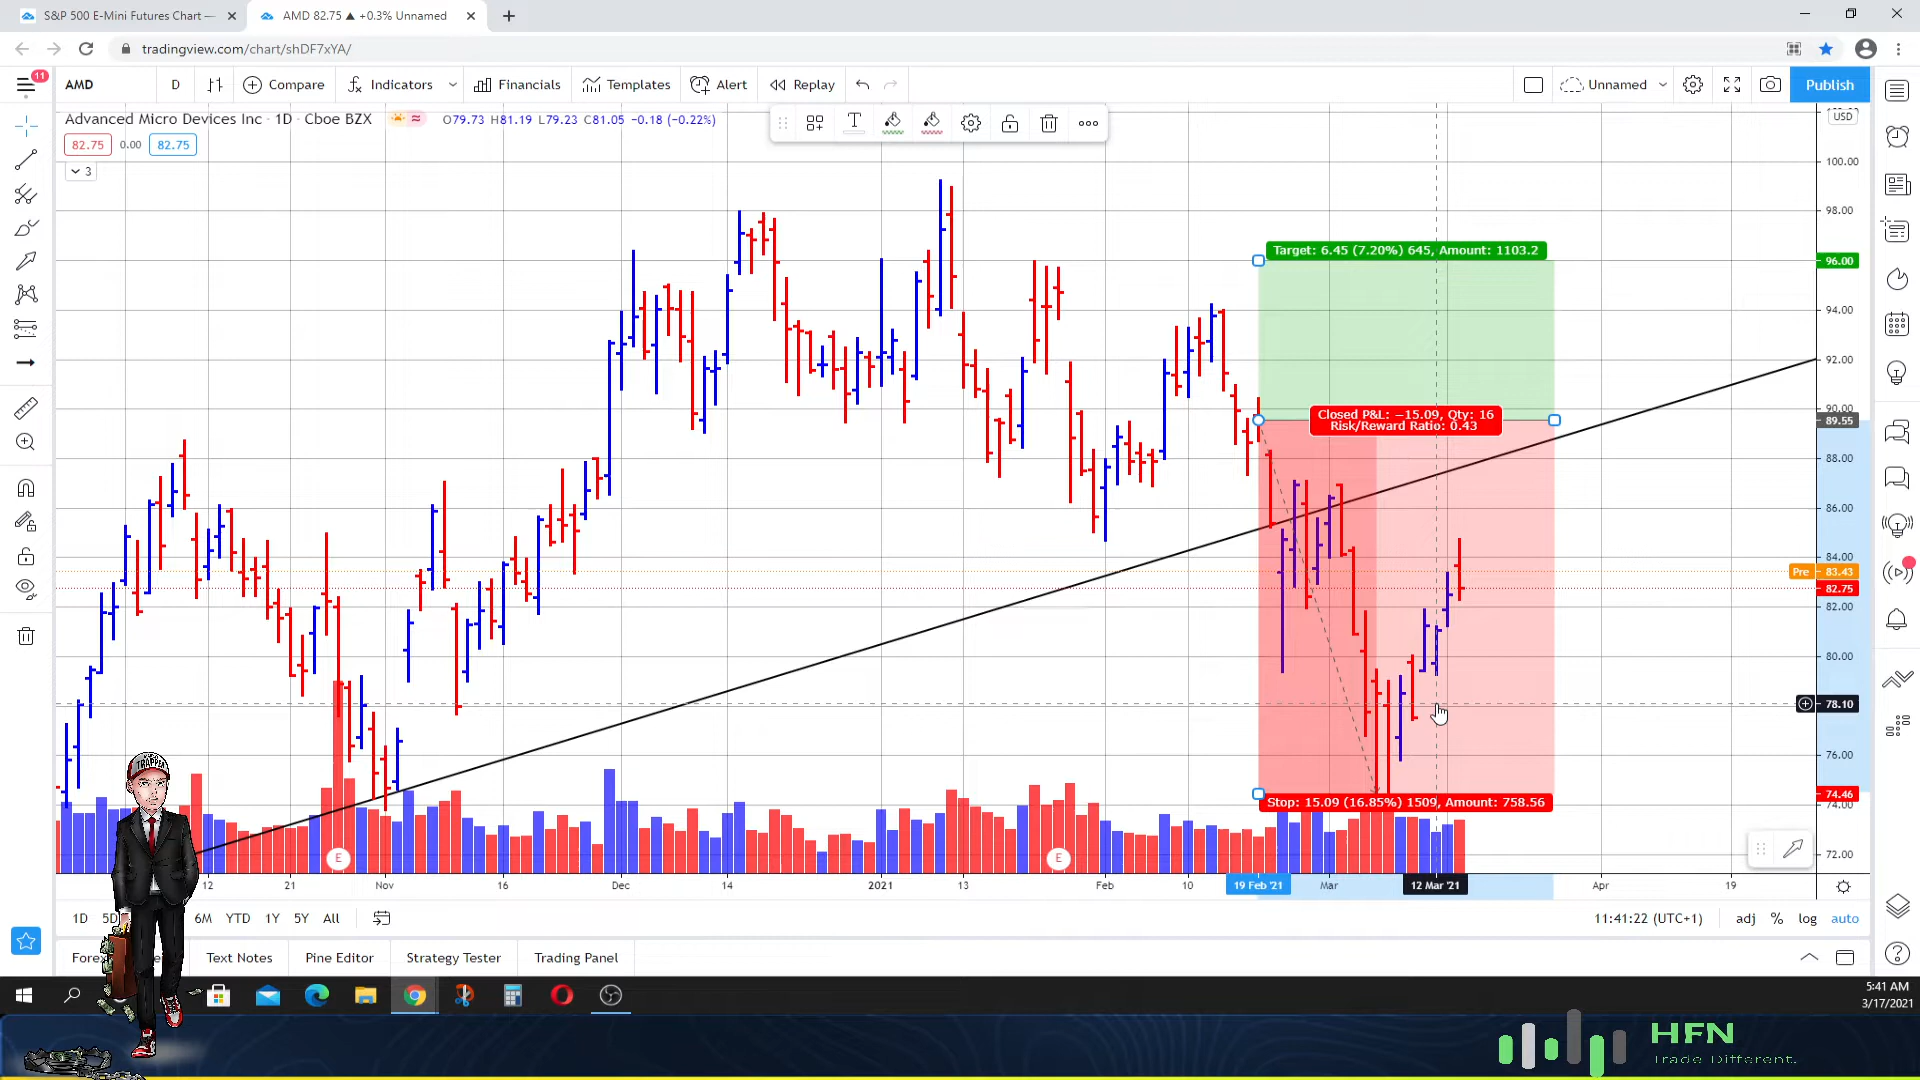 S&P 500 E-Mini Futures Chart —
AMD 82.75 ▲ +0.3% Unnamed
tradingview.com/chart/shDF7xYA/
11
AMD
D
Compare
Indicators
Financials
Templates
Alert
Replay
Unnamed
Publish
Advanced Micro Devices Inc · 1D · Cboe BZX
O79.73 H81.19 L79.23 C81.05 −0.18 (−0.22%)
USD
82.75
0.00
82.75
3
100.00
98.00
96.00
94.00
92.00
90.00
89.55
88.00
86.00
84.00
Pre 83.43
82.75
82.00
80.00
78.10
76.00
74.46
74.00
72.00
Target: 6.45 (7.20%) 645, Amount: 1103.2
Closed P&L: −15.09, Qty: 16
Risk/Reward Ratio: 0.43
Stop: 15.09 (16.85%) 1509, Amount: 758.56
TRAPPER
E
E
12
21
Nov
16
Dec
14
2021
13
Feb
10
19 Feb '21
Mar
12 Mar '21
Apr
19
1D
5D
6M
YTD
1Y
5Y
All
11:41:22 (UTC+1)
adj
%
log
auto
Text Notes
Pine Editor
Strategy Tester
Trading Panel
5:41 AM
3/17/2021
HFN
Trade Different.